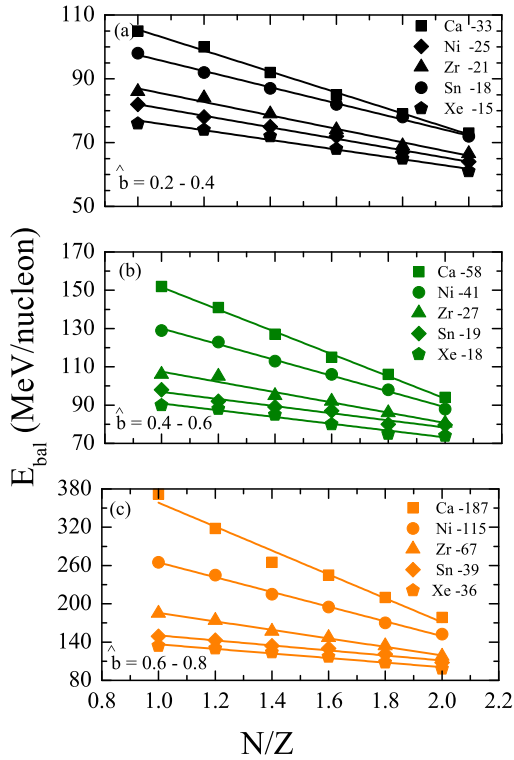 110
(a)
Ca -33
Ni -25
90
Zr -21
Sn -18
Xe -15
70
b̂ = 0.2 - 0.4
50
170
(b)
Ca -58
150
Ni -41
130
Zr -27
Sn -19
110
Xe -18
90
b̂ = 0.4 - 0.6
70
E_bal (MeV/nucleon)
380
(c)
Ca -187
320
Ni -115
Zr -67
260
Sn -39
Xe -36
200
140
b̂ = 0.6 - 0.8
80
0.8 1.0 1.2 1.4 1.6 1.8 2.0 2.2
N/Z